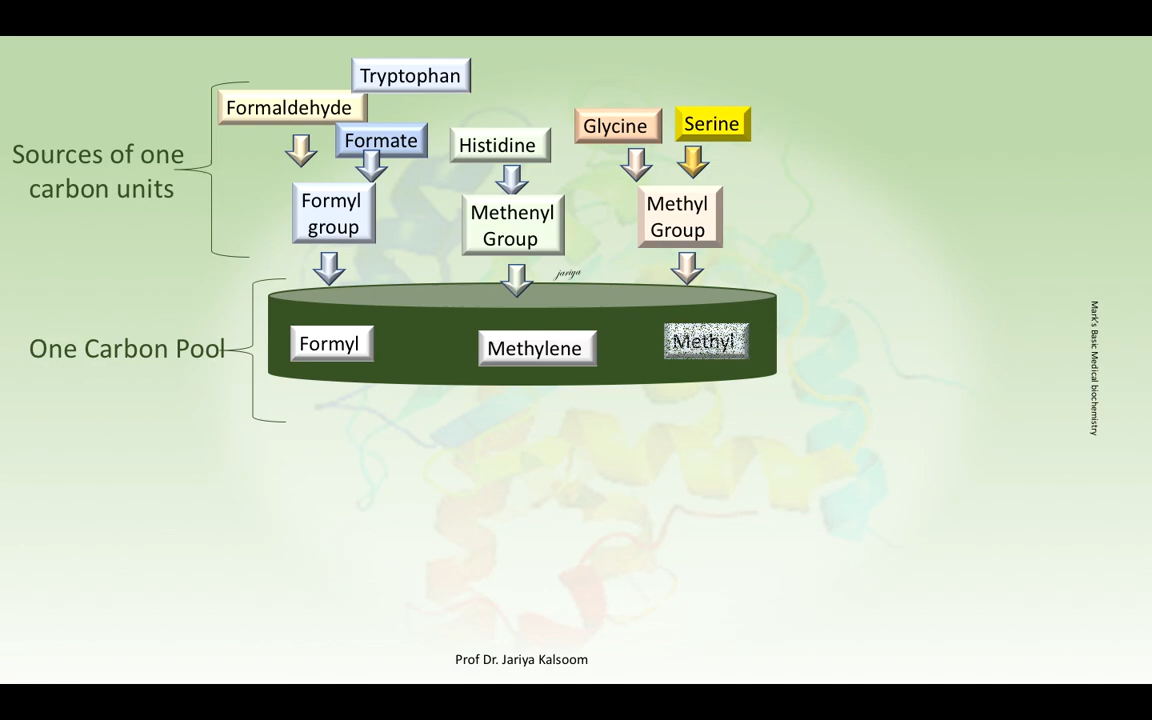 Tryptophan
Formaldehyde
Formate
Histidine
Glycine
Serine
Sources of one
carbon units
Formyl
group
Methenyl
Group
Methyl
Group
jariya
One Carbon Pool
Formyl
Methylene
Methyl
Mark's Basic Medical biochemistry
Prof Dr. Jariya Kalsoom